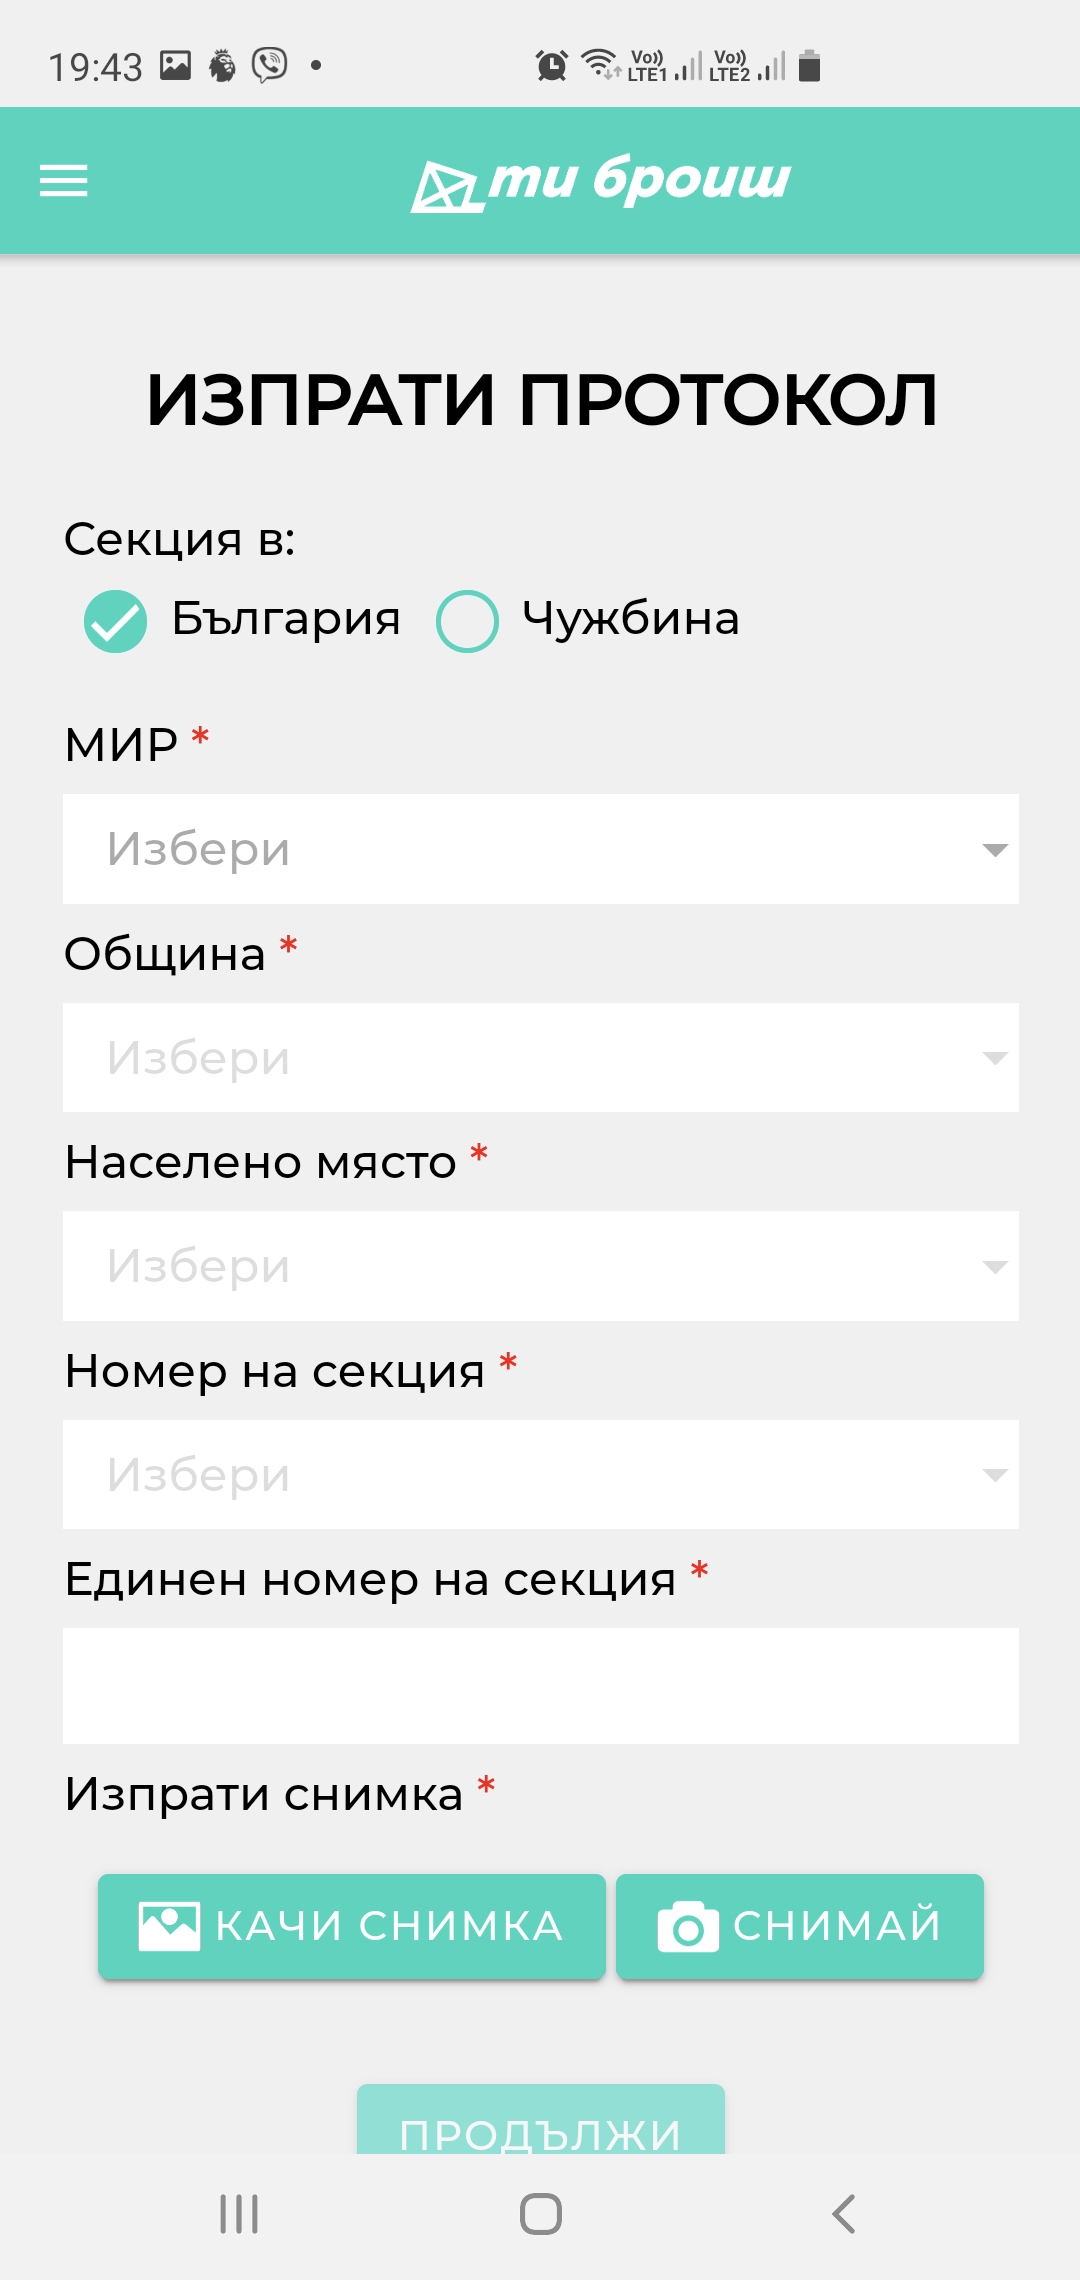 19:43
Vo)) LTE1 Vo)) LTE2
ти броиш
ИЗПРАТИ ПРОТОКОЛ
Секция в:
България Чужбина
МИР *
Избери
Община *
Избери
Населено място *
Избери
Номер на секция *
Избери
Единен номер на секция *
Изпрати снимка *
КАЧИ СНИМКА СНИМАЙ
ПРОДЪЛЖИ